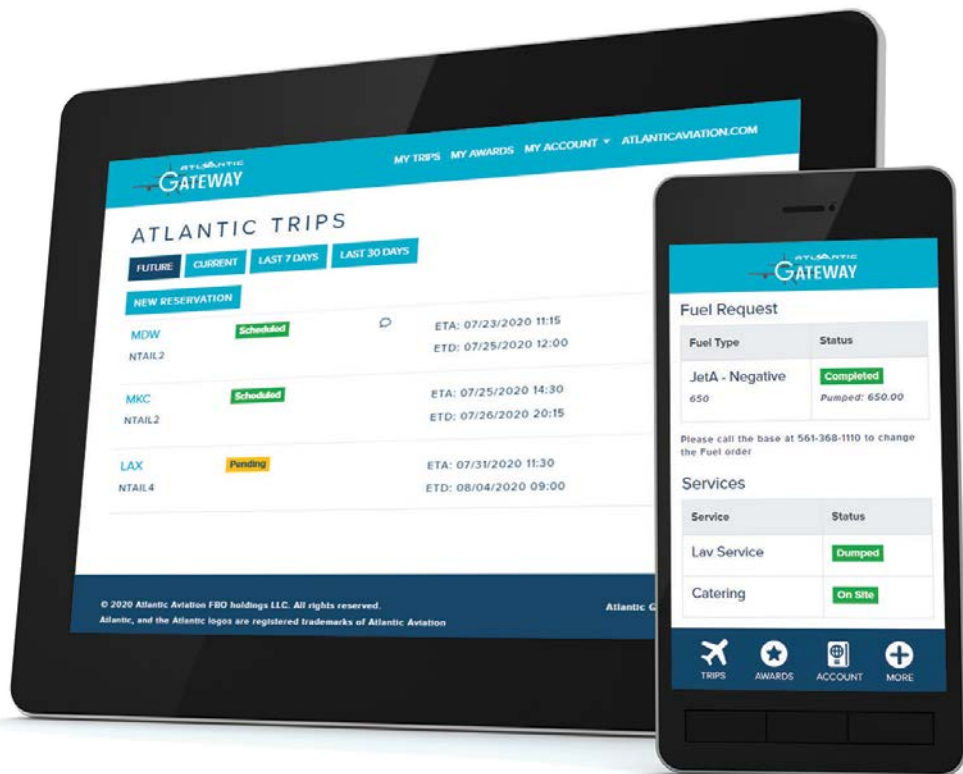 ATLANTIC
GATEWAY
MY TRIPS MY AWARDS MY ACCOUNT ATLANTICAVIATION.COM
ATLANTIC TRIPS
FUTURE CURRENT LAST 7 DAYS LAST 30 DAYS
NEW RESERVATION
MDW Scheduled ETA: 07/23/2020 11:15
NTAIL2 ETD: 07/25/2020 12:00
MKC Scheduled ETA: 07/25/2020 14:30
NTAIL2 ETD: 07/26/2020 20:15
LAX Pending ETA: 07/31/2020 11:30
NTAIL4 ETD: 08/04/2020 09:00
© 2020 Atlantic Aviation FBO holdings LLC. All rights reserved.
Atlantic, and the Atlantic logos are registered trademarks of Atlantic Aviation
Atlantic G
ATLANTIC
GATEWAY
Fuel Request
Fuel Type Status
JetA - Negative Completed
650 Pumped: 650.00
Please call the base at 561-368-1110 to change
the Fuel order
Services
Service Status
Lav Service Dumped
Catering On Site
TRIPS AWARDS ACCOUNT MORE